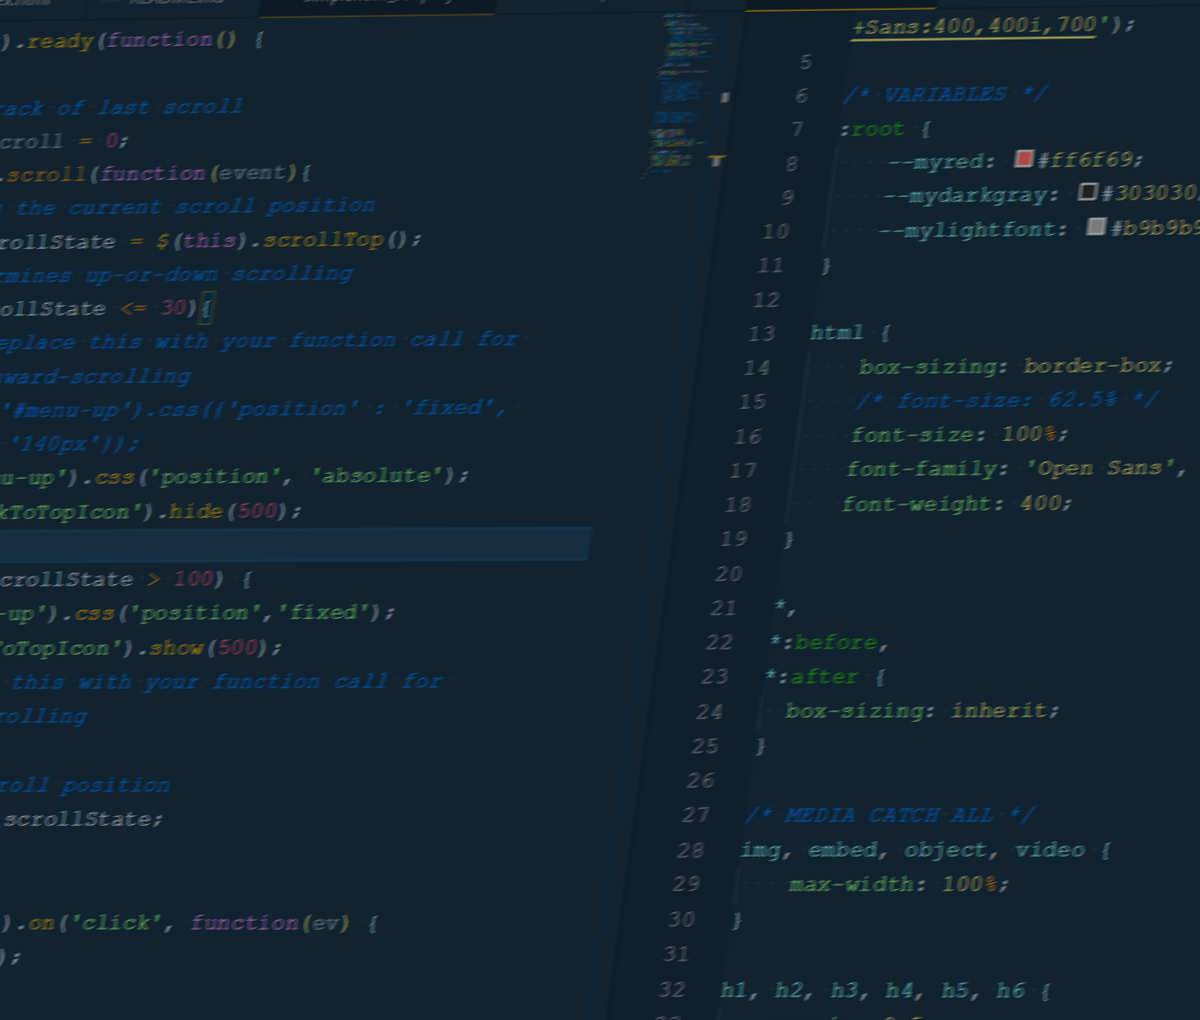 ).ready(function() {
rack of last scroll
croll = 0;
.scroll(function(event){
the current scroll position
rollState = $(this).scrollTop();
rmines up-or-down scrolling
ollState <= 30){
eplace this with your function call for
ward-scrolling
'#menu-up').css({'position' : 'fixed',
'140px'});
u-up').css('position', 'absolute');
kToTopIcon').hide(500);
crollState > 100) {
-up').css('position','fixed');
oTopIcon').show(500);
this with your function call for
rolling
roll position
scrollState;
).on('click', function(ev) {
);
+Sans:400,400i,700');
5
6 /* VARIABLES */
7 :root {
8 --myred: #ff6f69;
9 --mydarkgray: #303030
10 --mylightfont: #b9b9b9
11 }
12
13 html {
14 box-sizing: border-box;
15 /* font-size: 62.5% */
16 font-size: 100%;
17 font-family: 'Open Sans',
18 font-weight: 400;
19 }
20
21 *,
22 *:before,
23 *:after {
24 box-sizing: inherit;
25 }
26
27 /* MEDIA CATCH ALL */
28 img, embed, object, video {
29 max-width: 100%;
30 }
31
32 h1, h2, h3, h4, h5, h6 {